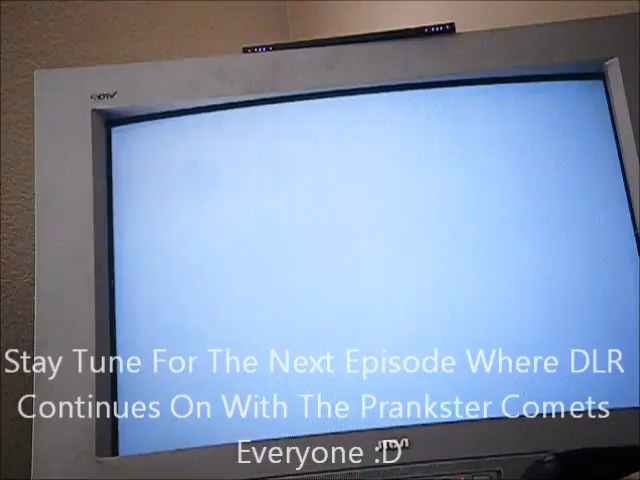 Stay Tune For The Next Episode Where DLR
Continues On With The Prankster Comets
Everyone :D